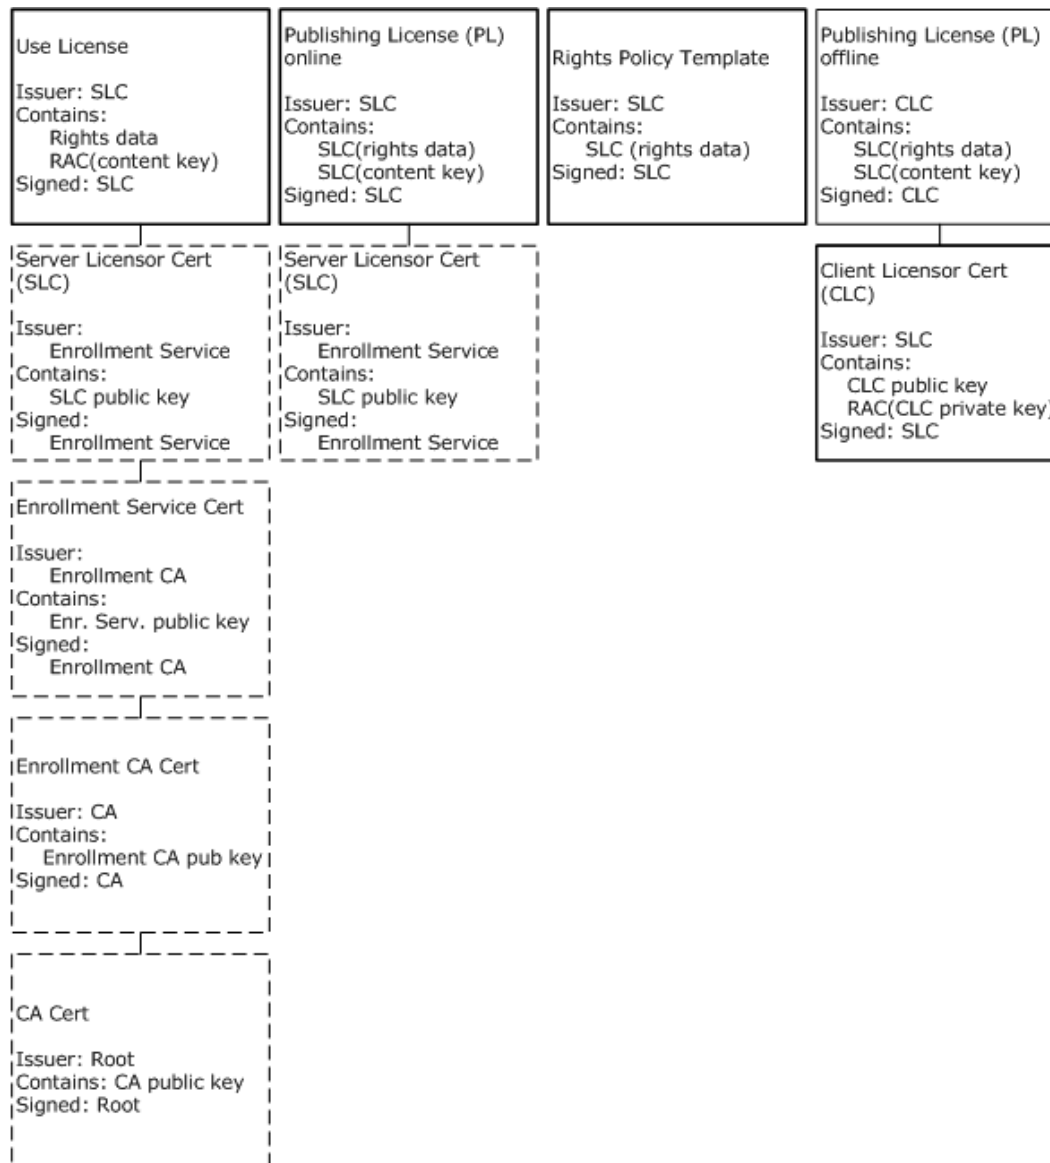 Use License
Issuer: SLC
Contains:
Rights data
RAC(content key)
Signed: SLC
Publishing License (PL)
online
Issuer: SLC
Contains:
SLC(rights data)
SLC(content key)
Signed: SLC
Rights Policy Template
Issuer: SLC
Contains:
SLC (rights data)
Signed: SLC
Publishing License (PL)
offline
Issuer: CLC
Contains:
SLC(rights data)
SLC(content key)
Signed: CLC
Server Licensor Cert
(SLC)
Issuer:
Enrollment Service
Contains:
SLC public key
Signed:
Enrollment Service
Server Licensor Cert
(SLC)
Issuer:
Enrollment Service
Contains:
SLC public key
Signed:
Enrollment Service
Client Licensor Cert
(CLC)
Issuer: SLC
Contains:
CLC public key
RAC(CLC private key)
Signed: SLC
Enrollment Service Cert
Issuer:
Enrollment CA
Contains:
Enr. Serv. public key
Signed:
Enrollment CA
Enrollment CA Cert
Issuer: CA
Contains:
Enrollment CA pub key
Signed: CA
CA Cert
Issuer: Root
Contains: CA public key
Signed: Root